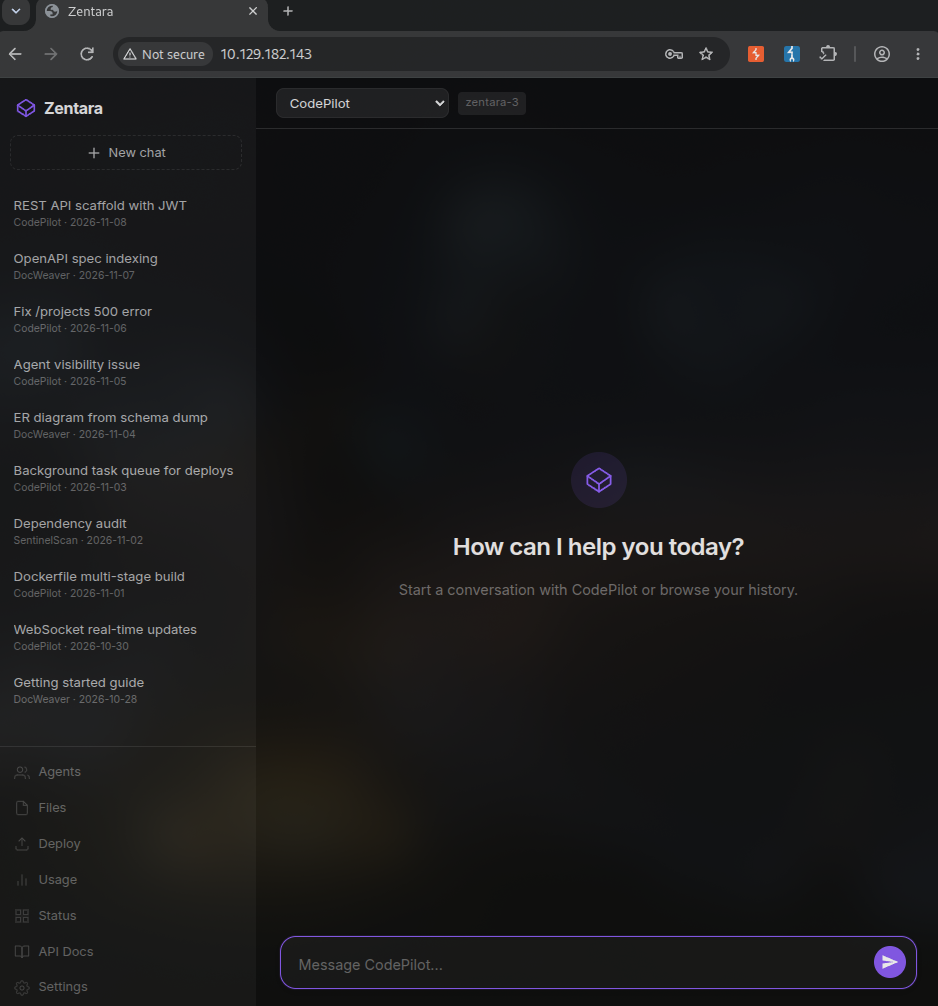 Zentara
Not secure
10.129.182.143
Zentara
New chat
REST API scaffold with JWT
CodePilot · 2026-11-08
OpenAPI spec indexing
DocWeaver · 2026-11-07
Fix /projects 500 error
CodePilot · 2026-11-06
Agent visibility issue
CodePilot · 2026-11-05
ER diagram from schema dump
DocWeaver · 2026-11-04
Background task queue for deploys
CodePilot · 2026-11-03
Dependency audit
SentinelScan · 2026-11-02
Dockerfile multi-stage build
CodePilot · 2026-11-01
WebSocket real-time updates
CodePilot · 2026-10-30
Getting started guide
DocWeaver · 2026-10-28
Agents
Files
Deploy
Usage
Status
API Docs
Settings
CodePilot
zentara-3
How can I help you today?
Start a conversation with CodePilot or browse your history.
Message CodePilot...